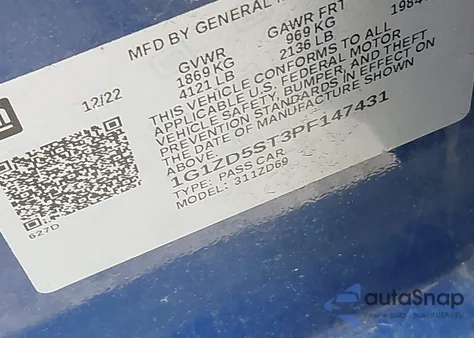 MFD BY GENERAL
12/22
GVWR GAWR FRT
1869 KG 969 KG
4121 LB 2136 LB
THIS VEHICLE CONFORMS TO ALL
APPLICABLE U.S. FEDERAL MOTOR
VEHICLE SAFETY, BUMPER, AND THEFT
PREVENTION STANDARDS IN EFFECT ON
THE DATE OF MANUFACTURE SHOWN
ABOVE.
1G1ZD5ST3PF147431
TYPE: PASS CAR
MODEL: 311ZD69
627D
autoSnap